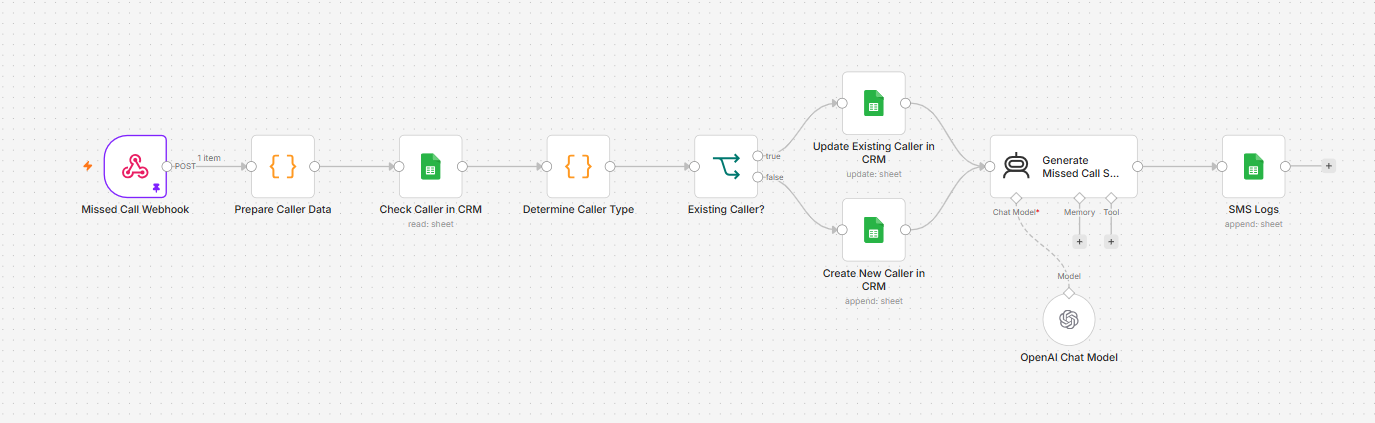 POST
1 item
Missed Call Webhook
Prepare Caller Data
Check Caller in CRM
read: sheet
Determine Caller Type
Existing Caller?
true
false
Update Existing Caller in
CRM
update: sheet
Create New Caller in
CRM
append: sheet
Generate
Missed Call S...
Chat Model*
Memory
Tool
+
+
Model
OpenAI Chat Model
SMS Logs
append: sheet
+